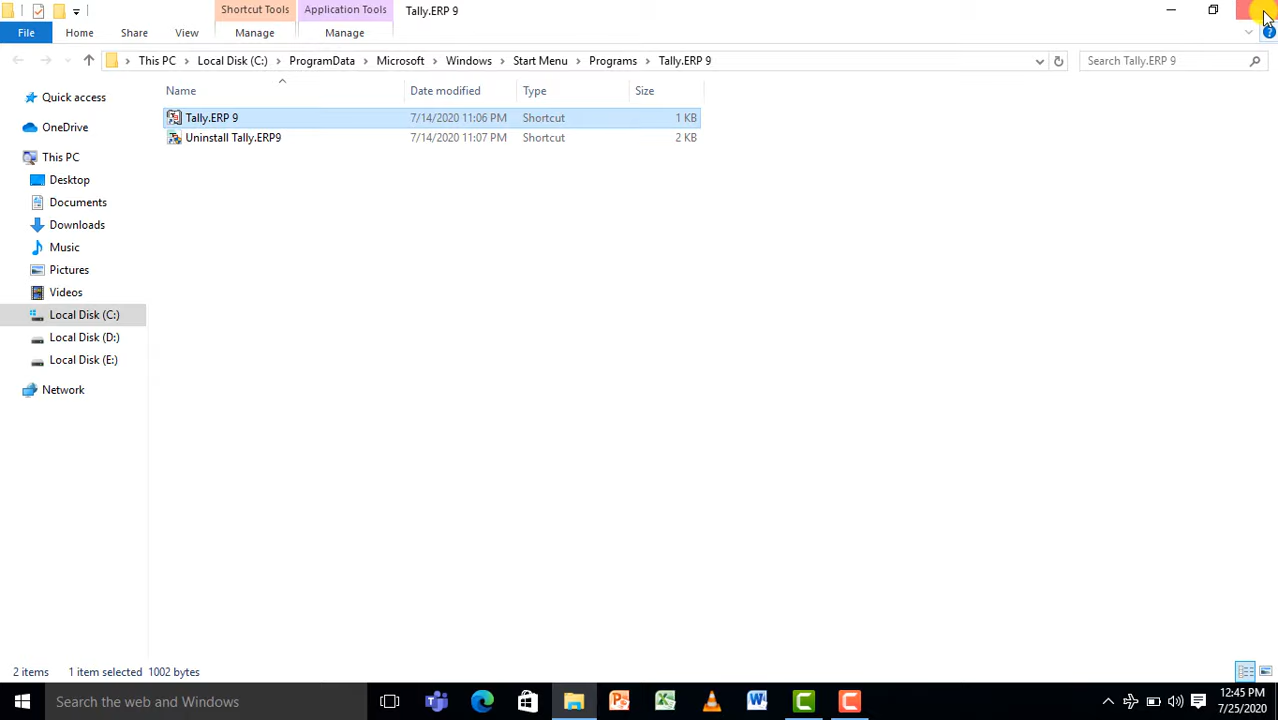 Shortcut Tools Application Tools Tally.ERP 9
File Home Share View Manage Manage
This PC Local Disk (C:) ProgramData Microsoft Windows Start Menu Programs Tally.ERP 9 Search Tally.ERP 9
Name Date modified Type Size
Tally.ERP 9 7/14/2020 11:06 PM Shortcut 1 KB
Uninstall Tally.ERP9 7/14/2020 11:07 PM Shortcut 2 KB
Quick access
OneDrive
This PC
Desktop
Documents
Downloads
Music
Pictures
Videos
Local Disk (C:)
Local Disk (D:)
Local Disk (E:)
Network
2 items 1 item selected 1002 bytes
Search the web and Windows
12:45 PM
7/25/2020